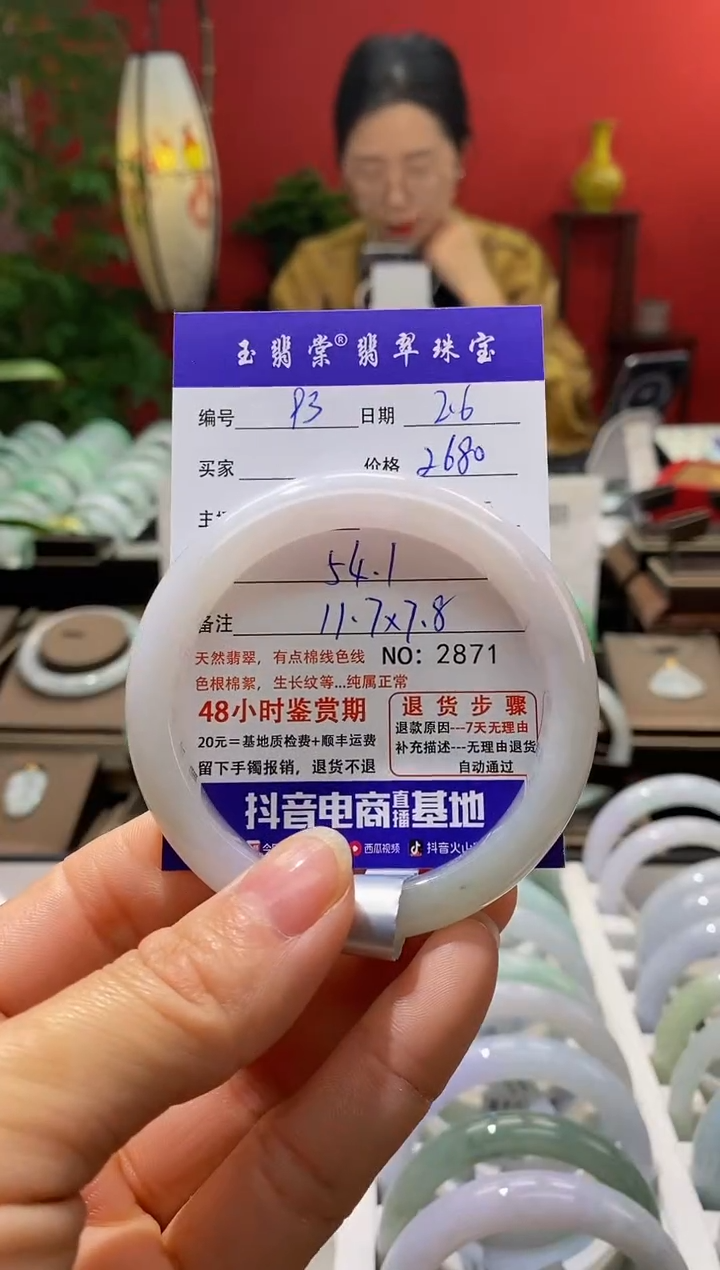 玉翡棠®翡翠珠宝
编号 83 日期 2.6
买家 价格 2680
主
54.1
备注 11.7x7.8
天然翡翠，有点棉线色线 NO：2871
色根棉絮，生长纹等...纯属正常
48小时鉴赏期
20元＝基地质检费+顺丰运费
留下手镯报销，退货不退
退货步骤
退款原因---7天无理由
补充描述---无理由退货
自动通过
抖音电商直播基地
西瓜视频 抖音火山